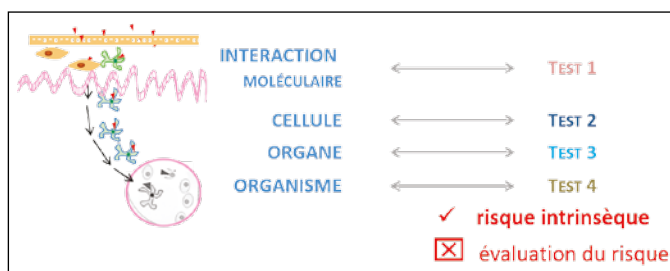 INTERACTION
MOLÉCULAIRE
TEST 1
CELLULE
TEST 2
ORGANE
TEST 3
ORGANISME
TEST 4
✓ risque intrinsèque
☒ évaluation du risque